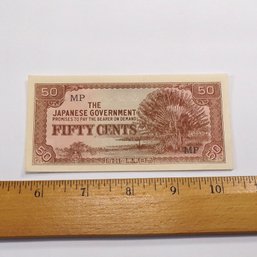 50
50
MP
THE
JAPANESE GOVERNMENT
PROMISES TO PAY THE BEARER ON DEMAND
FIFTY CENTS
MP
50
50
6
7
8
9
10